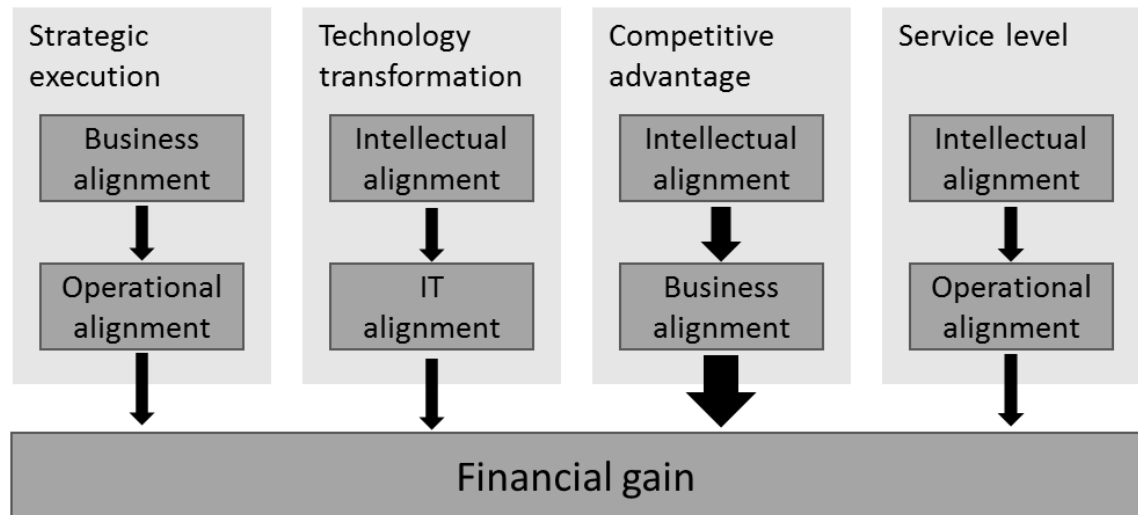 Strategic
execution
Business
alignment
Operational
alignment
Technology
transformation
Intellectual
alignment
IT
alignment
Competitive
advantage
Intellectual
alignment
Business
alignment
Service level
Intellectual
alignment
Operational
alignment
Financial gain